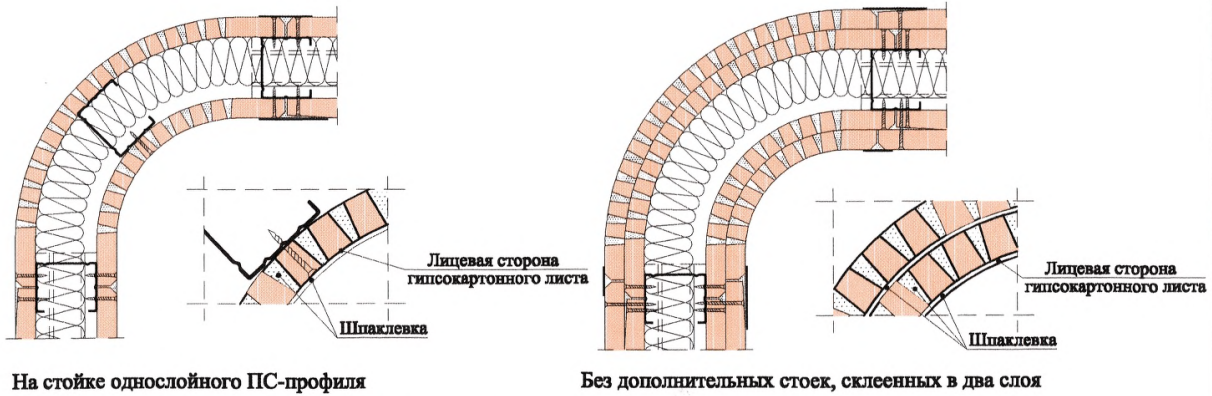 Лицевая сторона
гипсокартонного листа
Шпаклевка
На стойке однослойного ПС-профиля
Лицевая сторона
гипсокартонного листа
Шпаклевка
Без дополнительных стоек, склеенных в два слоя